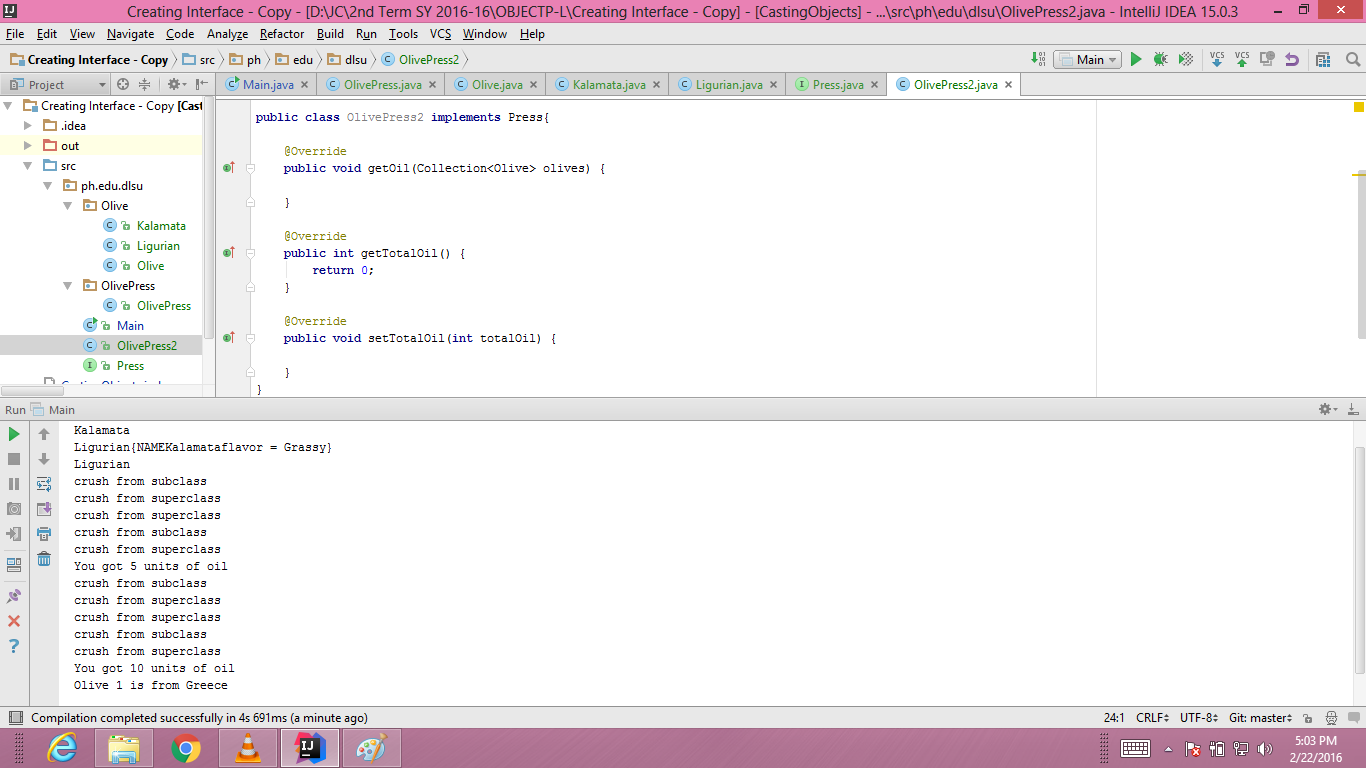 Creating Interface - Copy - [D:\JC\2nd Term SY 2016-16\OBJECTP-L\Creating Interface - Copy] - [CastingObjects] - ...\src\ph\edu\dlsu\OlivePress2.java - IntelliJ IDEA 15.0.3
File Edit View Navigate Code Analyze Refactor Build Run Tools VCS Window Help
Creating Interface - Copy src ph edu dlsu OlivePress2
Main
Project
Main.java OlivePress.java Olive.java Kalamata.java Ligurian.java Press.java OlivePress2.java
Creating Interface - Copy [Cast
.idea
out
src
ph.edu.dlsu
Olive
Kalamata
Ligurian
Olive
OlivePress
OlivePress
Main
OlivePress2
Press
public class OlivePress2 implements Press{
@Override
public void getOil(Collection<Olive> olives) {
}
@Override
public int getTotalOil() {
return 0;
}
@Override
public void setTotalOil(int totalOil) {
}
}
Run Main
Kalamata
Ligurian{NAMEKalamataflavor = Grassy}
Ligurian
crush from subclass
crush from superclass
crush from superclass
crush from subclass
crush from superclass
You got 5 units of oil
crush from subclass
crush from superclass
crush from superclass
crush from subclass
crush from superclass
You got 10 units of oil
Olive 1 is from Greece
Compilation completed successfully in 4s 691ms (a minute ago)
24:1 CRLF UTF-8 Git: master
5:03 PM
2/22/2016